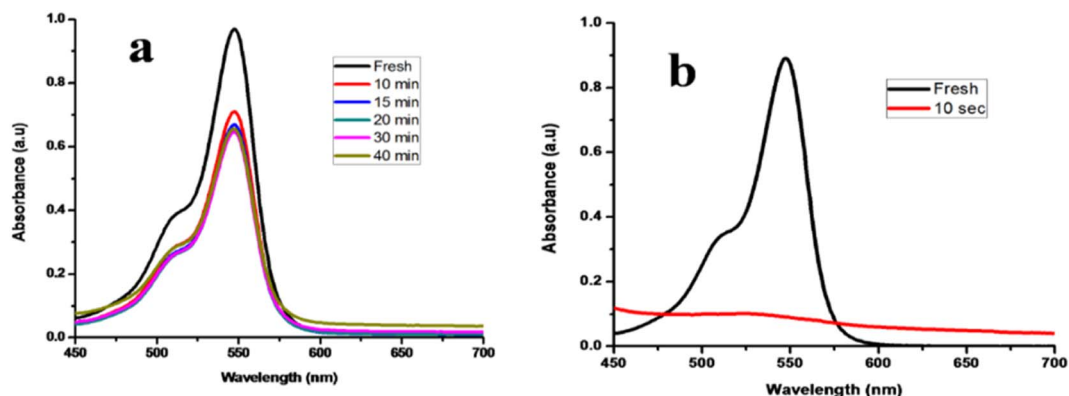 a
Fresh
10 min
15 min
20 min
30 min
40 min
Absorbance (a.u)
1.0
0.8
0.6
0.4
0.2
0.0
450 500 550 600 650 700
Wavelength (nm)
b
Fresh
10 sec
Absorbance (a.u)
1.0
0.8
0.6
0.4
0.2
0.0
450 500 550 600 650 700
Wavelength (nm)